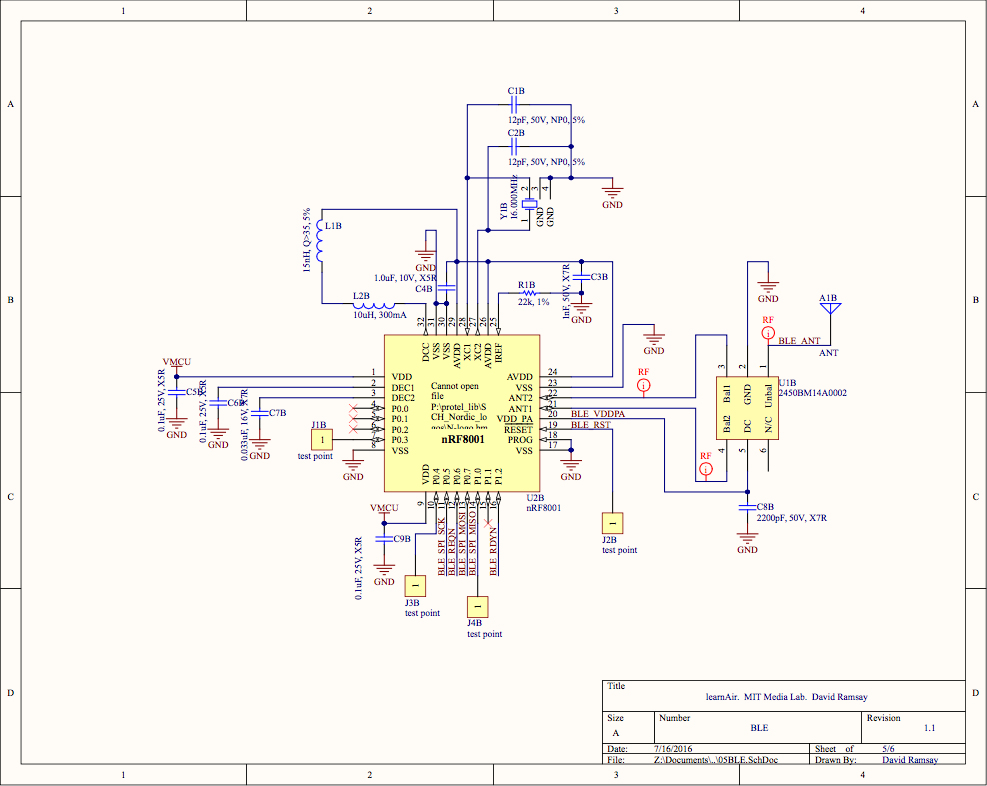 1 2 3 4
A A
B B
C C
D D
1 2 3 4
C1B
12pF, 50V, NP0, 5%
C2B
12pF, 50V, NP0, 5%
Y1B
16.000MHz
2 3 4
1
GND
GND
GND
15nH, Q>35, 5%
L1B
GND
1.0uF, 10V, X5R
C4B
L2B
10uH, 300mA
R1B
22k, 1%
1nF, 50V, X7R
C3B
GND
GND
GND
RF
A1B
BLE_ANT
ANT
32 31 30 29 28 27 26 25
DCC VSS VSS AVDD XC1 XC2 AVDD IREF
VMCU
0.1uF, 25V, X5R
C5B
GND
0.1uF, 25V, X5R
C6B
GND
0.033uF, 16V, X7R
C7B
GND
1 VDD
2 DEC1
3 DEC2
4 P0.0
5 P0.1
6 P0.2
7 P0.3
8 VSS
J1B
1
test point
GND
Cannot open
file
P:\protel_lib\S
CH_Nordic_lo
gos\N-logo.bm
nRF8001
AVDD 24
VSS 23
ANT2 22
ANT1 21
VDD_PA 20
RESET 19
PROG 18
VSS 17
RF
BLE_VDDPA
BLE_RST
GND
RF
3 2 1
Bal1 GND Unbal
Bal2 DC N/C
4 5 6
U1B
2450BM14A0002
C8B
2200pF, 50V, X7R
GND
VDD P0.4 P0.5 P0.6 P0.7 P1.0 P1.1 P1.2
9 10 11 12 13 14 15 16
U2B
nRF8001
VMCU
C9B
0.1uF, 25V, X5R
GND
BLE_SPI_SCK
BLE_REQN
BLE_SPI_MOSI
BLE_SPI_MISO
BLE_RDYN
1
J3B
test point
1
J4B
test point
1
J2B
test point
Title
learnAir. MIT Media Lab. David Ramsay
Size Number Revision
A BLE 1.1
Date: 7/16/2016 Sheet of 5/6
File: Z:\Documents\..\05BLE.SchDoc Drawn By: David Ramsay